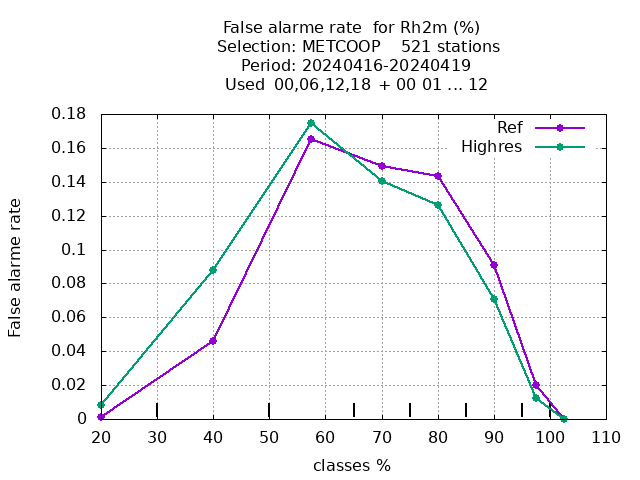 False alarme rate  for Rh2m (%)
Selection: METCOOP    521 stations
Period: 20240416-20240419
Used  00,06,12,18 + 00 01 ... 12
Ref
Highres
False alarme rate
0.18
0.16
0.14
0.12
0.1
0.08
0.06
0.04
0.02
0
20 30 40 50 60 70 80 90 100 110
classes %